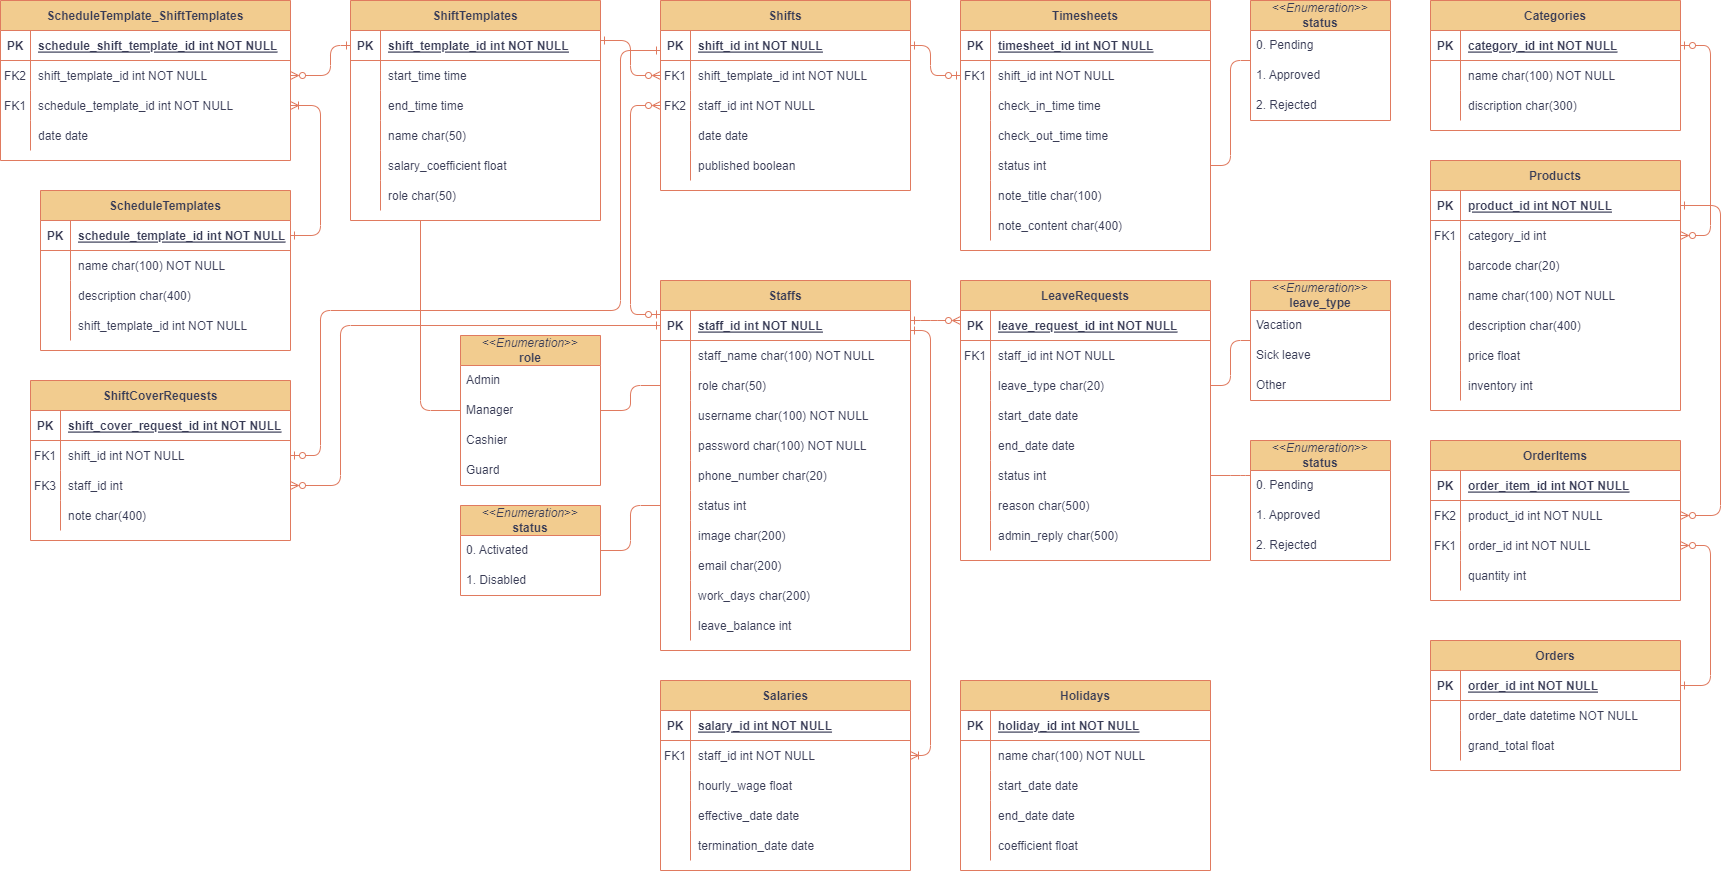 ScheduleTemplate_ShiftTemplates
PK schedule_shift_template_id int NOT NULL
FK2 shift_template_id int NOT NULL
FK1 schedule_template_id int NOT NULL
date date
ShiftTemplates
PK shift_template_id int NOT NULL
start_time time
end_time time
name char(50)
salary_coefficient float
role char(50)
Shifts
PK shift_id int NOT NULL
FK1 shift_template_id int NOT NULL
FK2 staff_id int NOT NULL
date date
published boolean
Timesheets
PK timesheet_id int NOT NULL
FK1 shift_id int NOT NULL
check_in_time time
check_out_time time
status int
note_title char(100)
note_content char(400)
<<Enumeration>>
status
0. Pending
1. Approved
2. Rejected
Categories
PK category_id int NOT NULL
name char(100) NOT NULL
discription char(300)
Products
PK product_id int NOT NULL
FK1 category_id int
barcode char(20)
name char(100) NOT NULL
description char(400)
price float
inventory int
ScheduleTemplates
PK schedule_template_id int NOT NULL
name char(100) NOT NULL
description char(400)
shift_template_id int NOT NULL
Staffs
PK staff_id int NOT NULL
staff_name char(100) NOT NULL
role char(50)
username char(100) NOT NULL
password char(100) NOT NULL
phone_number char(20)
status int
image char(200)
email char(200)
work_days char(200)
leave_balance int
LeaveRequests
PK leave_request_id int NOT NULL
FK1 staff_id int NOT NULL
leave_type char(20)
start_date date
end_date date
status int
reason char(500)
admin_reply char(500)
<<Enumeration>>
leave_type
Vacation
Sick leave
Other
<<Enumeration>>
role
Admin
Manager
Cashier
Guard
ShiftCoverRequests
PK shift_cover_request_id int NOT NULL
FK1 shift_id int NOT NULL
FK3 staff_id int
note char(400)
<<Enumeration>>
status
0. Activated
1. Disabled
<<Enumeration>>
status
0. Pending
1. Approved
2. Rejected
OrderItems
PK order_item_id int NOT NULL
FK2 product_id int NOT NULL
FK1 order_id int NOT NULL
quantity int
Orders
PK order_id int NOT NULL
order_date datetime NOT NULL
grand_total float
Salaries
PK salary_id int NOT NULL
FK1 staff_id int NOT NULL
hourly_wage float
effective_date date
termination_date date
Holidays
PK holiday_id int NOT NULL
name char(100) NOT NULL
start_date date
end_date date
coefficient float